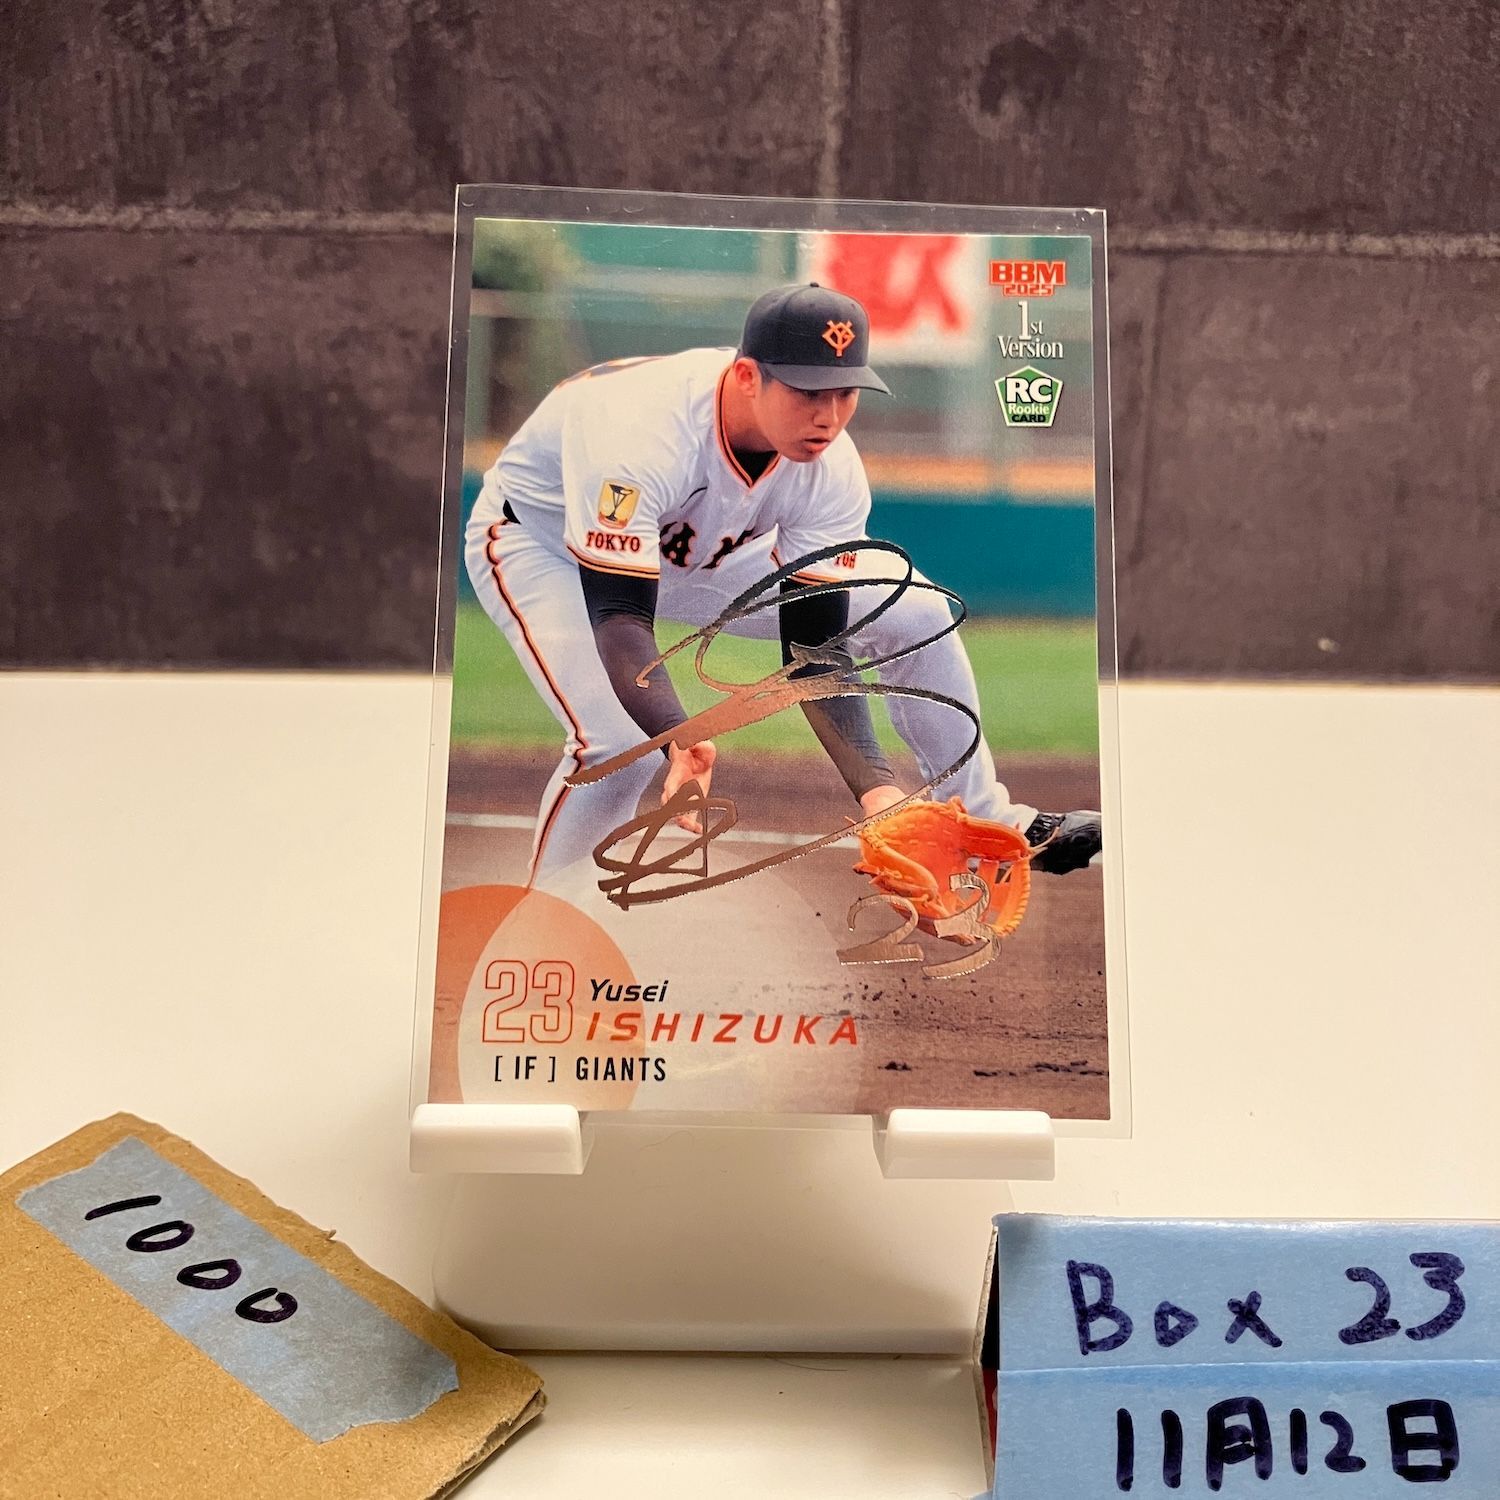 BBM
2025
1st
Version
RC
Rookie
CARD
TOKYO
23
23
Yusei
ISHIZUKA
[IF] GIANTS
1000
Box 23
11月12日